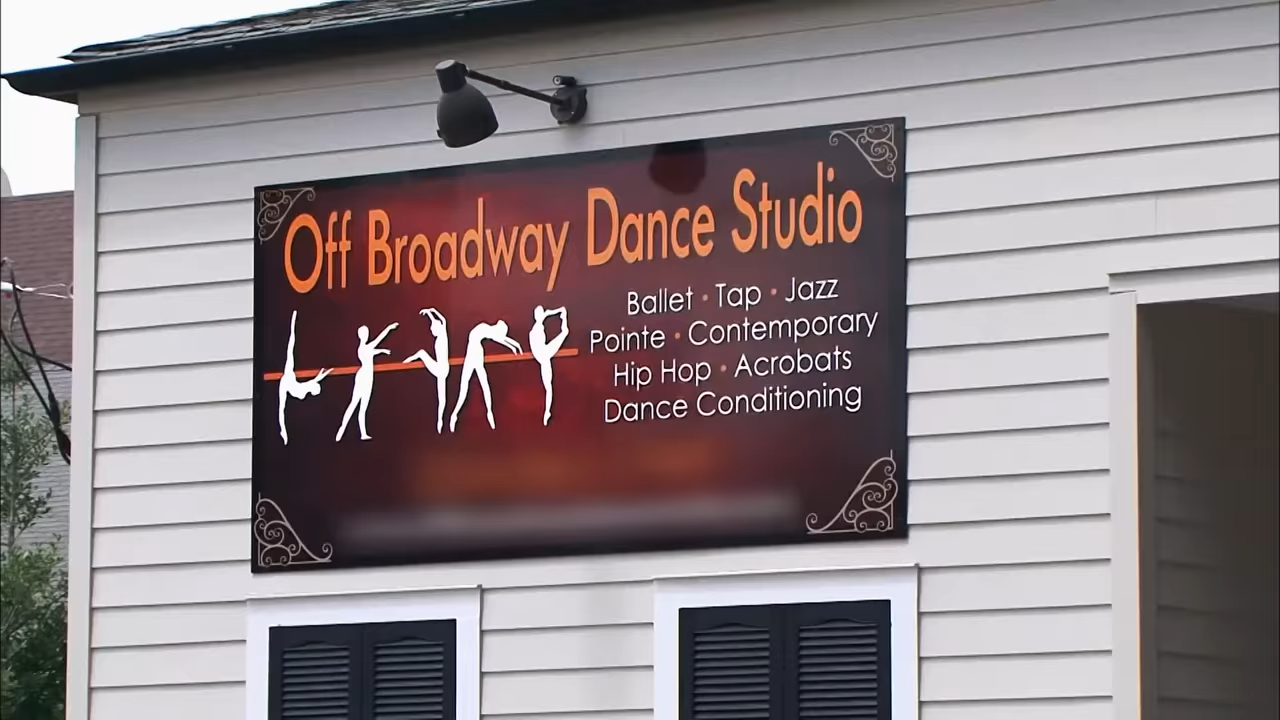 Off Broadway Dance Studio
Ballet • Tap • Jazz
Pointe • Contemporary
Hip Hop • Acrobats
Dance Conditioning